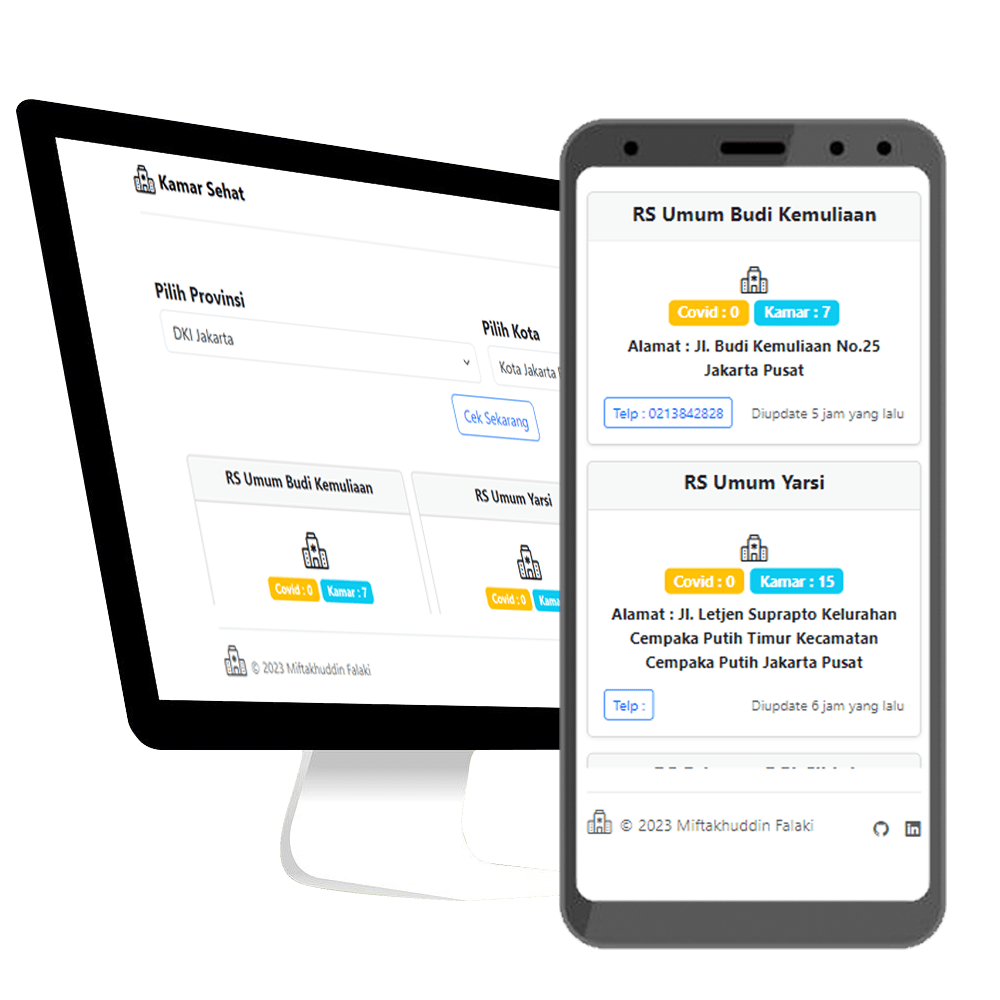 Kamar Sehat
Pilih Provinsi
DKI Jakarta
Pilih Kota
Kota Jakarta
Cek Sekarang
RS Umum Budi Kemuliaan
Covid : 0 Kamar : 7
RS Umum Yarsi
Covid : 0
© 2023 Miftakhuddin Falaki
RS Umum Budi Kemuliaan
Covid : 0 Kamar : 7
Alamat : Jl. Budi Kemuliaan No.25
Jakarta Pusat
Telp : 0213842828 Diupdate 5 jam yang lalu
RS Umum Yarsi
Covid : 0 Kamar : 15
Alamat : Jl. Letjen Suprapto Kelurahan
Cempaka Putih Timur Kecamatan
Cempaka Putih Jakarta Pusat
Telp : Diupdate 6 jam yang lalu
© 2023 Miftakhuddin Falaki